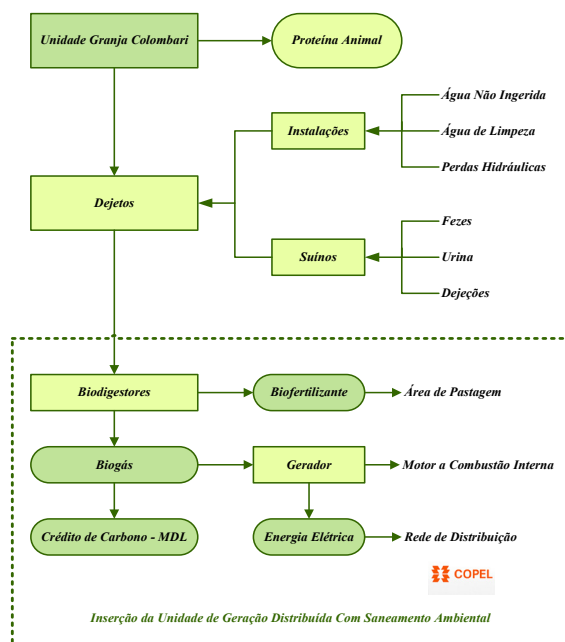 Unidade Granja Colombari
Proteína Animal
Água Não Ingerida
Instalações
Água de Limpeza
Perdas Hidráulicas
Dejetos
Fezes
Suínos
Urina
Dejeções
Biodigestores
Biofertilizante
Área de Pastagem
Biogás
Gerador
Motor a Combustão Interna
Crédito de Carbono - MDL
Energia Elétrica
Rede de Distribuição
COPEL
Inserção da Unidade de Geração Distribuída Com Saneamento Ambiental